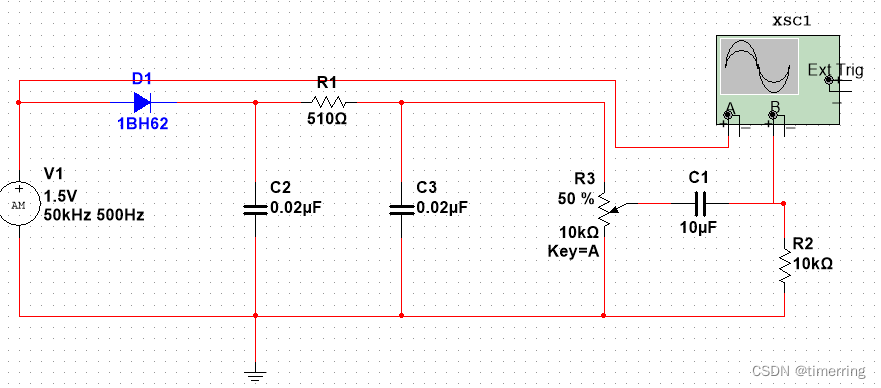 xsc1
Ext Trig
A
B
D1
1BH62
R1
510Ω
V1
AM
1.5V
50kHz 500Hz
C2
0.02µF
C3
0.02µF
R3
50 %
10kΩ
Key=A
C1
10µF
R2
10kΩ
CSDN @timerring